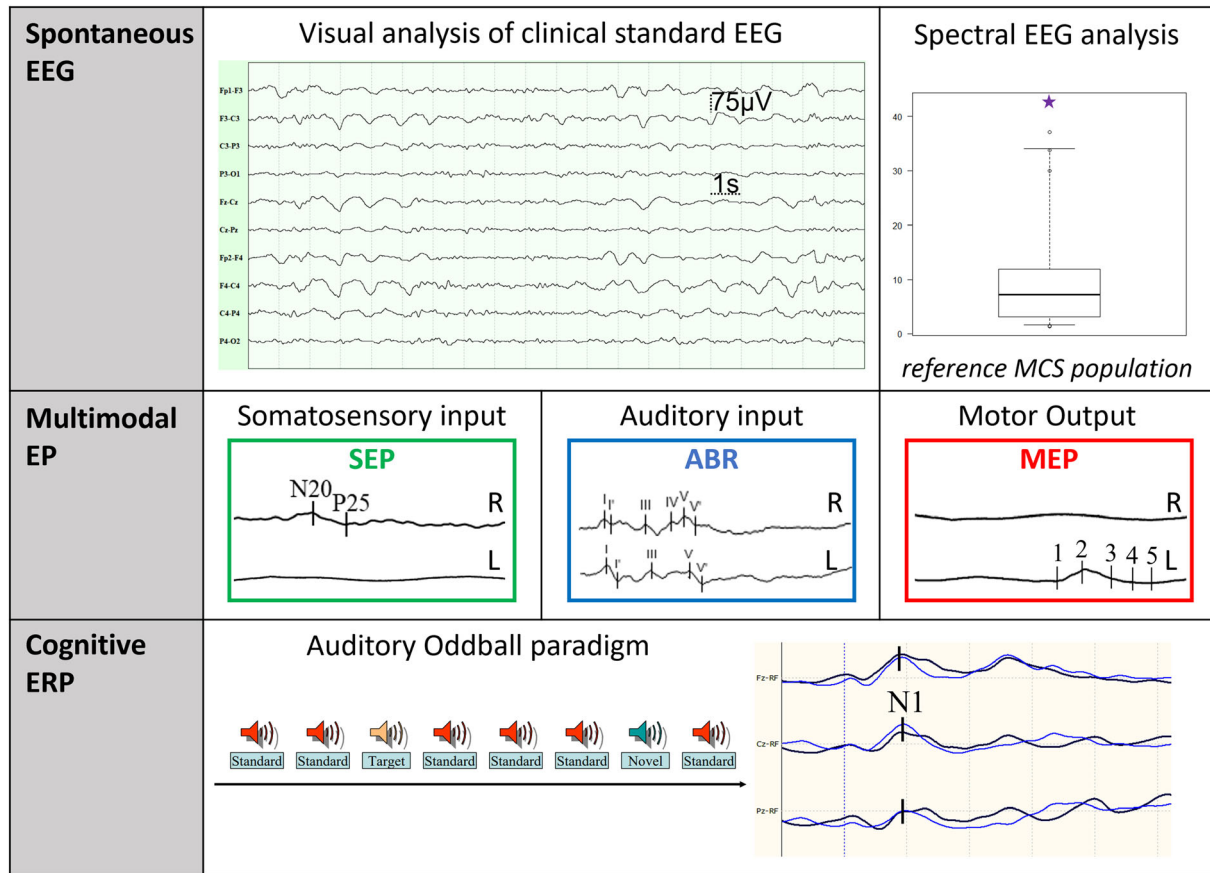 Spontaneous
EEG
Visual analysis of clinical standard EEG
Fp1-F3
F3-C3
C3-P3
P3-O1
Fz-Cz
Cz-Pz
Fp2-F4
F4-C4
C4-P4
P4-O2
75µV
1s
Spectral EEG analysis
40
30
20
10
0
reference MCS population
Multimodal
EP
Somatosensory input
SEP
N20
P25
R
L
Auditory input
ABR
I I' III IV V V'
R
I I' III V V'
L
Motor Output
MEP
R
1 2 3 4 5
L
Cognitive
ERP
Auditory Oddball paradigm
Standard Standard Target Standard Standard Standard Novel Standard
Fz-RF
N1
Cz-RF
Pz-RF